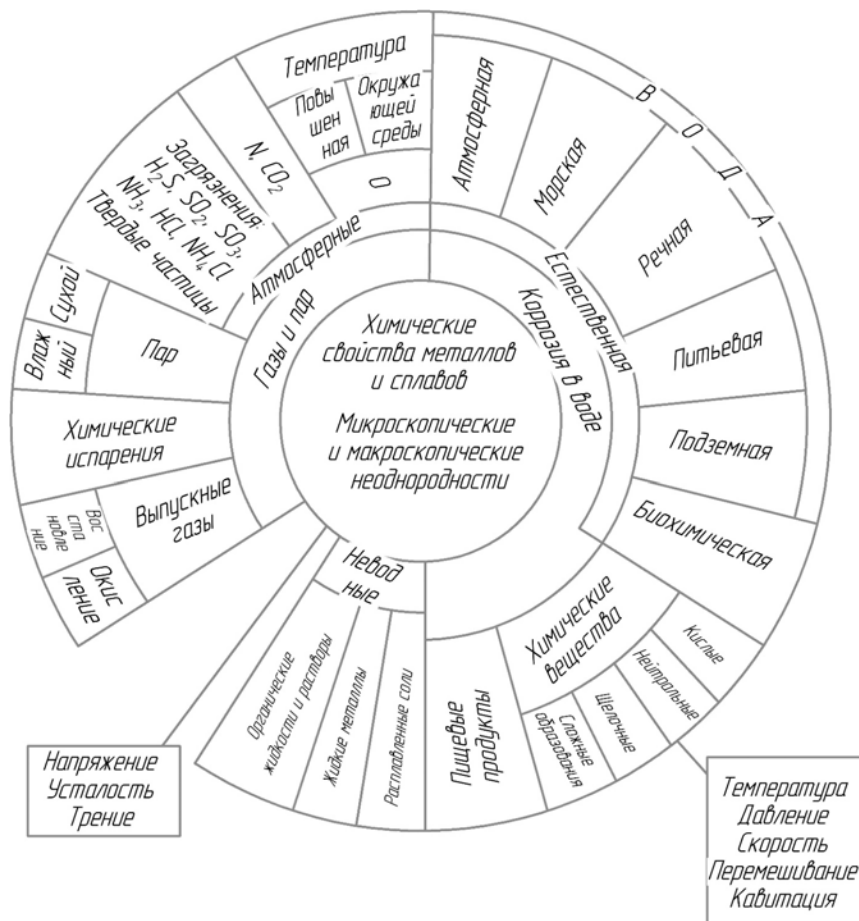 Температура
Повы
шен
ная
Окружа
ющей
среды
О
N, CO₂
Загрязнения:
H₂S, SO₂, SO₃,
NH₃, HCl, NH₄Cl
Твердые частицы
Атмосферные
Газы и пар
Сухой
Влаж
ный
Пар
Химические
испарения
Выпускные
газы
Вос
ста
новле
ние
Окис
ление
Химические
свойства металлов
и сплавов
Микроскопические
и макроскопические
неоднородности
ВОДА
Атмосферная
Морская
Речная
Питьевая
Подземная
Биохимическая
Естественная
Коррозия в воде
Химические
вещества
Кислые
Нейтральные
Щелочные
Сложные
образования
Пищевые
продукты
Невод
ные
Органические
жидкости и растворы
Жидкие металллы
Расплавленные соли
Напряжение
Усталость
Трение
Температура
Давление
Скорость
Перемешивание
Кавитация